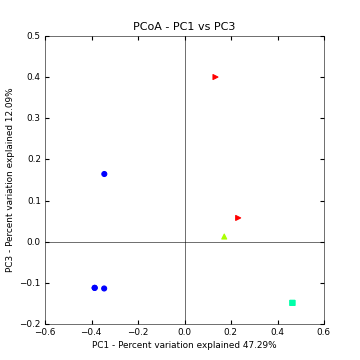 PCoA - PC1 vs PC3
0.5
0.4
0.3
0.2
0.1
0.0
−0.1
−0.2
PC3 - Percent variation explained 12.09%
−0.6 −0.4 −0.2 0.0 0.2 0.4 0.6
PC1 - Percent variation explained 47.29%